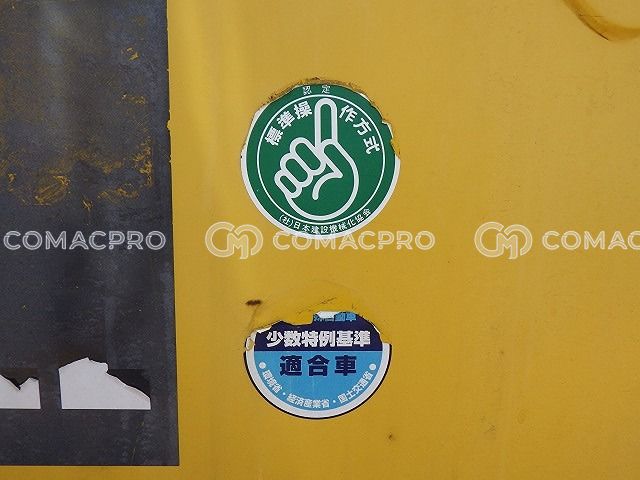 認定
標準操作方式
(社)日本建設機械化協会
COMACPRO
COMACPRO
COMAC
少数特例基準
適合車
・環境省・経済産業省・国土交通省・